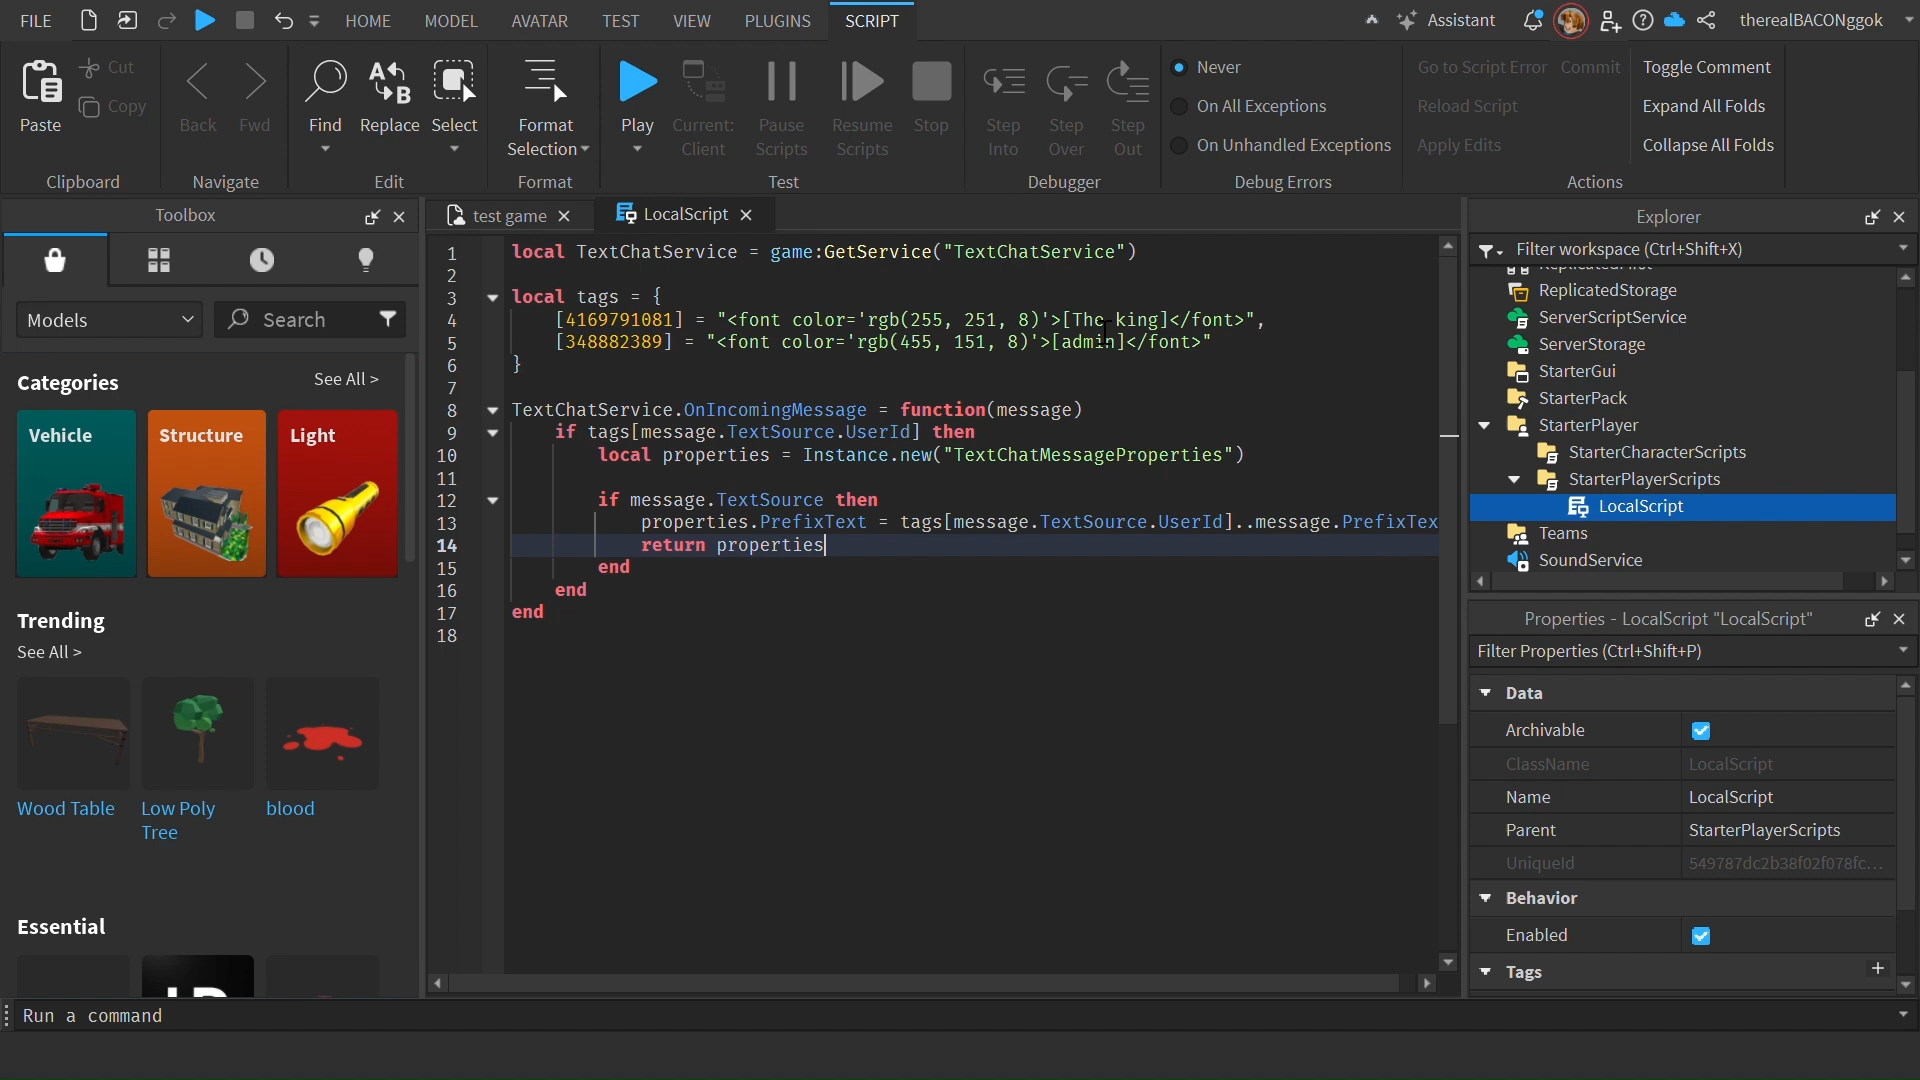 FILE HOME MODEL AVATAR TEST VIEW PLUGINS SCRIPT Assistant therealBACONggok
Paste Cut Copy Back Fwd Find Replace Select Format Selection Play Current: Client Pause Scripts Resume Scripts Stop Step Into Step Over Step Out
Never
On All Exceptions
On Unhandled Exceptions
Go to Script Error Commit
Reload Script
Apply Edits
Toggle Comment
Expand All Folds
Collapse All Folds
Clipboard Navigate Edit Format Test Debugger Debug Errors Actions
Toolbox
Models Search
Categories See All >
Vehicle Structure Light
Trending
See All >
Wood Table Low Poly Tree blood
Essential
test game LocalScript
1 local TextChatService = game:GetService("TextChatService")
2
3 local tags = {
4 [4169791081] = "<font color='rgb(255, 251, 8)'>[The king]</font>",
5 [348882389] = "<font color='rgb(455, 151, 8)'>[admin]</font>"
6 }
7
8 TextChatService.OnIncomingMessage = function(message)
9 if tags[message.TextSource.UserId] then
10 local properties = Instance.new("TextChatMessageProperties")
11
12 if message.TextSource then
13 properties.PrefixText = tags[message.TextSource.UserId]..message.PrefixTex
14 return properties
15 end
16 end
17 end
18
Explorer
Filter workspace (Ctrl+Shift+X)
ReplicatedStorage
ServerScriptService
ServerStorage
StarterGui
StarterPack
StarterPlayer
StarterCharacterScripts
StarterPlayerScripts
LocalScript
Teams
SoundService
Properties - LocalScript "LocalScript"
Filter Properties (Ctrl+Shift+P)
Data
Archivable
ClassName LocalScript
Name LocalScript
Parent StarterPlayerScripts
UniqueId 549787dc2b38f02f078fc...
Behavior
Enabled
Tags
Run a command